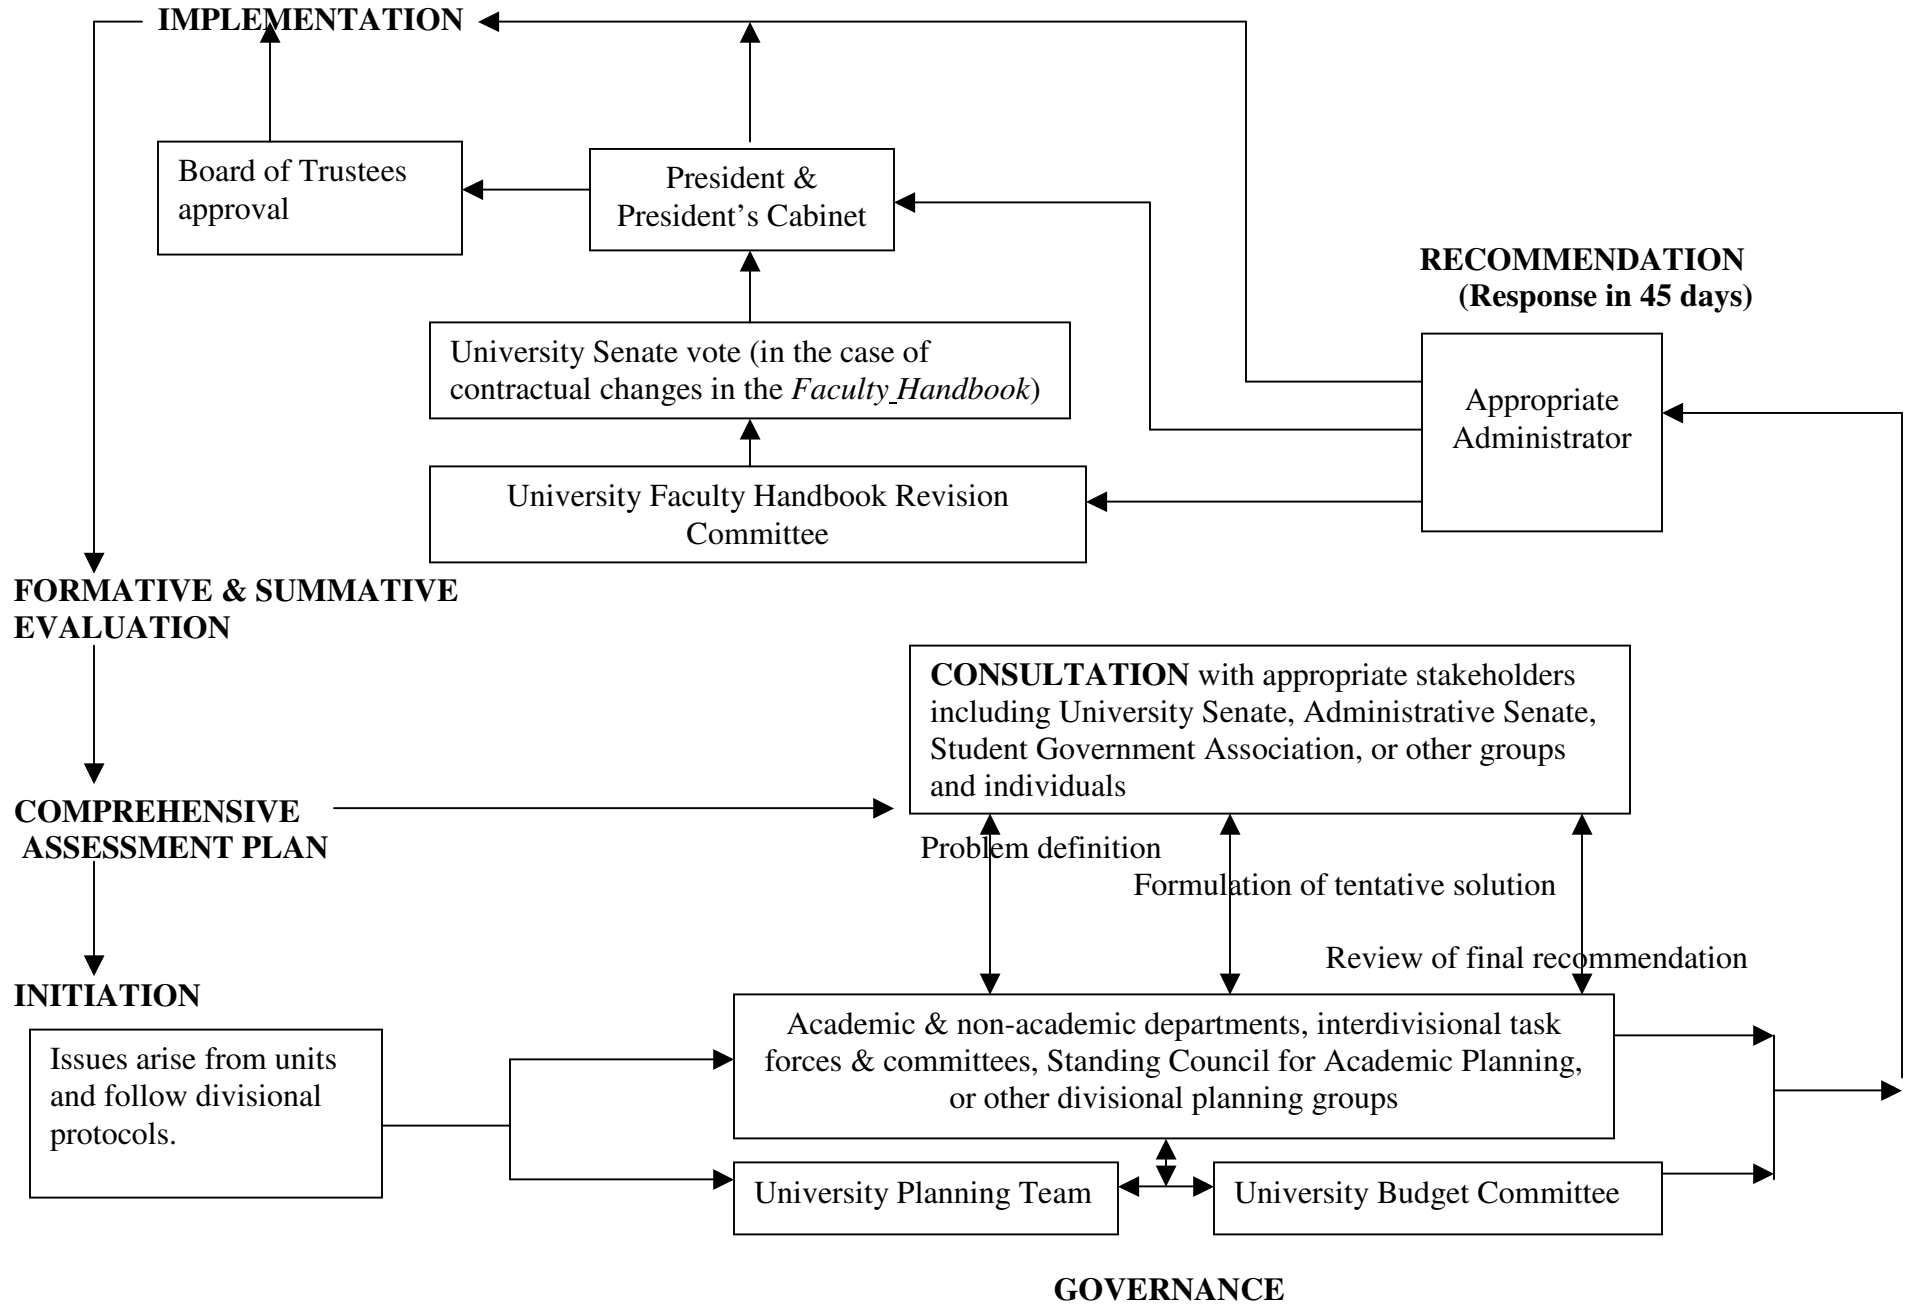 IMPLEMENTATION
Board of Trustees
approval
President &
President’s Cabinet
RECOMMENDATION
(Response in 45 days)
University Senate vote (in the case of
contractual changes in the Faculty Handbook)
Appropriate
Administrator
University Faculty Handbook Revision
Committee
FORMATIVE & SUMMATIVE
EVALUATION
CONSULTATION with appropriate stakeholders
including University Senate, Administrative Senate,
Student Government Association, or other groups
and individuals
COMPREHENSIVE
ASSESSMENT PLAN
Problem definition
Formulation of tentative solution
Review of final recommendation
INITIATION
Issues arise from units
and follow divisional
protocols.
Academic & non-academic departments, interdivisional task
forces & committees, Standing Council for Academic Planning,
or other divisional planning groups
University Planning Team
University Budget Committee
GOVERNANCE